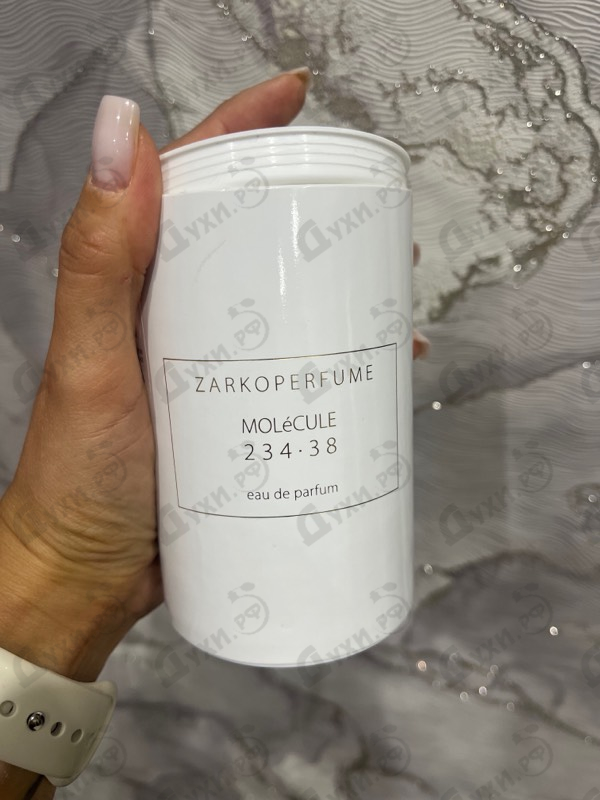 ZARKOPERFUME
MOLéCULE
234·38
eau de parfum
Духи.рф